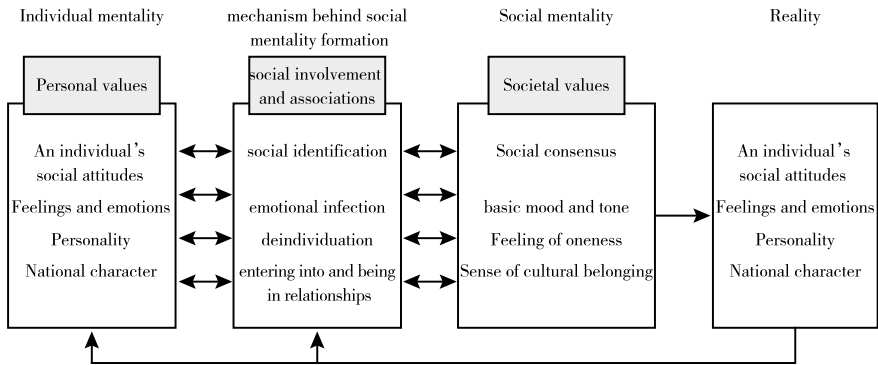 Individual mentality
mechanism behind social
mentality formation
Social mentality
Reality
Personal values
social involvement
and associations
Societal values
An individual's
social attitudes
Feelings and emotions
Personality
National character
social identification
emotional infection
deindividuation
entering into and being
in relationships
Social consensus
basic mood and tone
Feeling of oneness
Sense of cultural belonging
An individual's
social attitudes
Feelings and emotions
Personality
National character